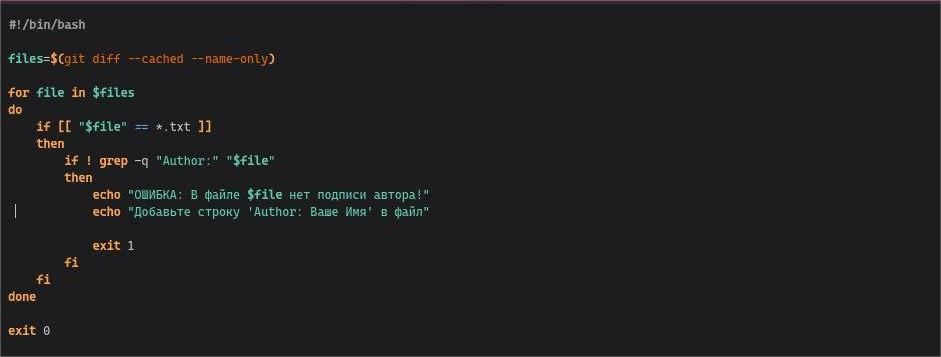 #!/bin/bash
files=$(git diff --cached --name-only)
for file in $files
do
if [[ "$file" == *.txt ]]
then
if ! grep -q "Author:" "$file"
then
echo "ОШИБКА: В файле $file нет подписи автора!"
echo "Добавьте строку 'Author: Ваше Имя' в файл"
exit 1
fi
fi
done
exit 0